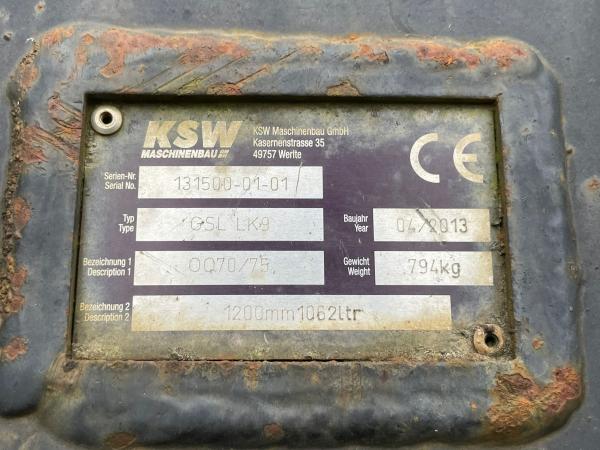 KSW
MASCHINENBAU
KSW Maschinenbau GmbH
Kasernenstrasse 35
49757 Werlte
CE
Serien-Nr.
Serial No.
131500-01-01
Typ
Type
GSL LK9
Baujahr
Year
04/2013
Bezeichnung 1
Description 1
OQ70/75
Gewicht
Weight
794kg
Bezeichnung 2
Description 2
1200mm1062ltr